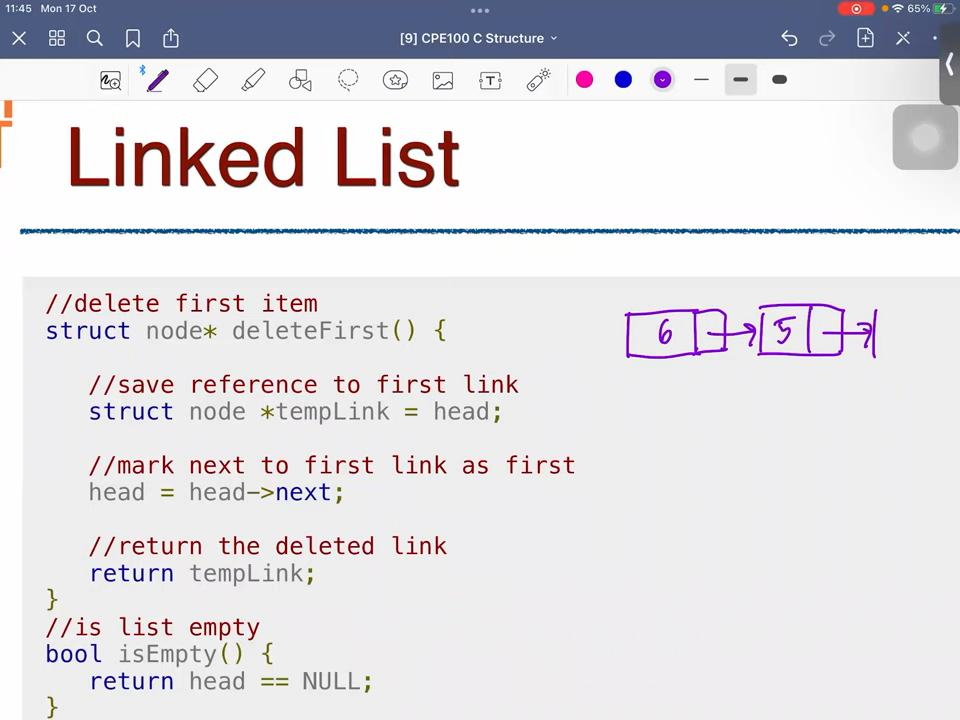 11:45 Mon 17 Oct
65%
[9] CPE100 C Structure
T
Linked List
//delete first item
struct node* deleteFirst() {
6 5
//save reference to first link
struct node *tempLink = head;
//mark next to first link as first
head = head->next;
//return the deleted link
return tempLink;
}
//is list empty
bool isEmpty() {
return head == NULL;
}